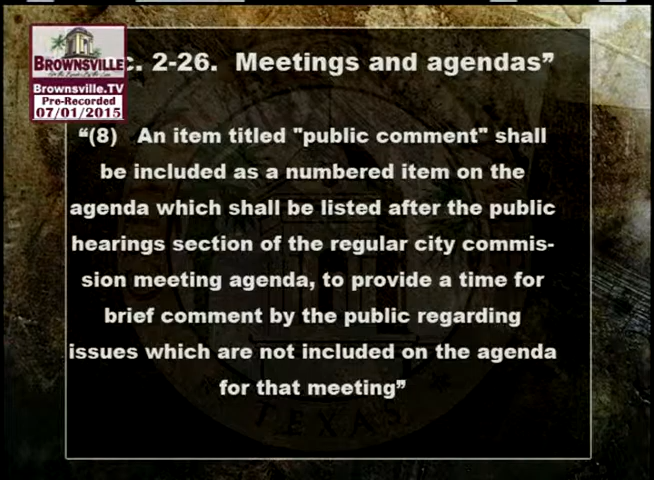 BROWNSVILLE
Brownsville.TV
Pre-Recorded
07/01/2015
c. 2-26. Meetings and agendas”
“(8) An item titled "public comment" shall
be included as a numbered item on the
agenda which shall be listed after the public
hearings section of the regular city commis-
sion meeting agenda, to provide a time for
brief comment by the public regarding
issues which are not included on the agenda
for that meeting”
TEXAS